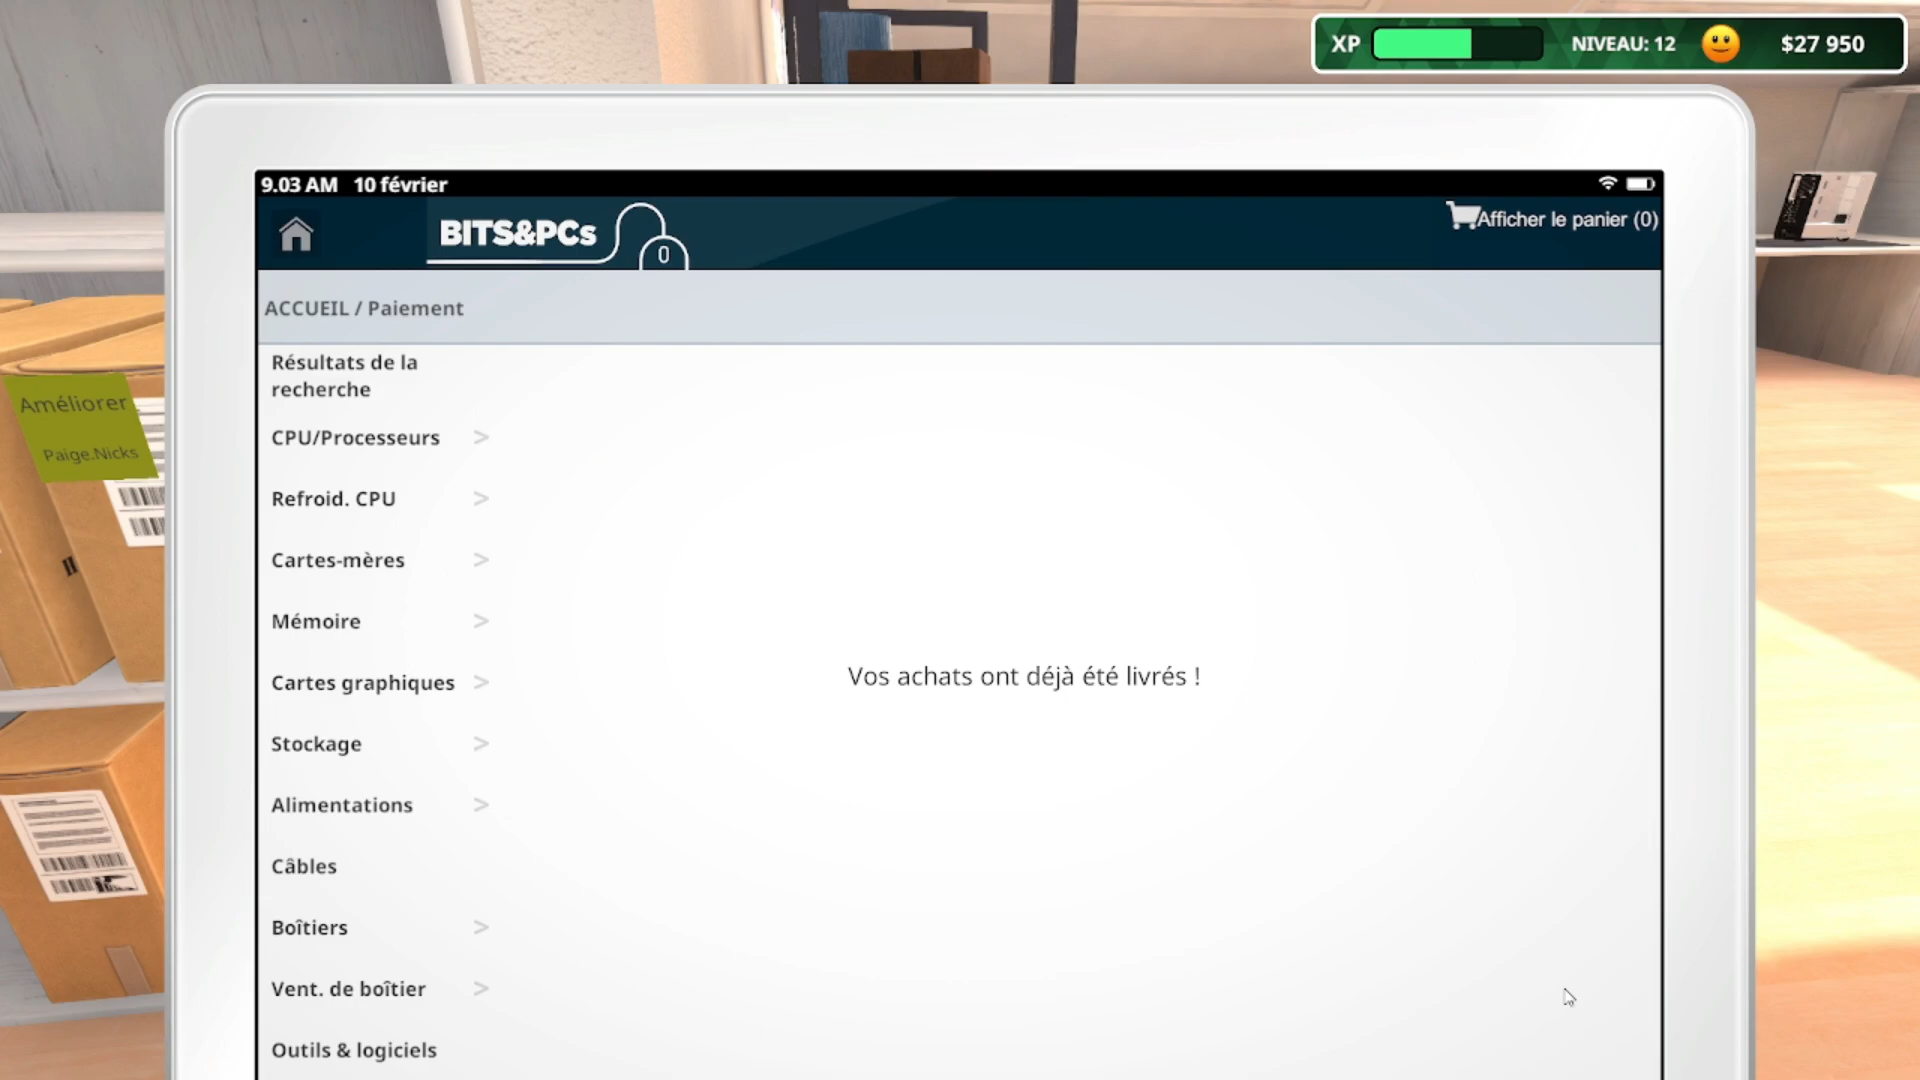 XP
NIVEAU: 12
$27 950
9.03 AM 10 février
BITS&PCs
0
Afficher le panier (0)
ACCUEIL / Paiement
Résultats de la
recherche
CPU/Processeurs >
Refroid. CPU >
Cartes-mères >
Mémoire >
Cartes graphiques >
Stockage >
Alimentations >
Câbles
Boîtiers >
Vent. de boîtier >
Outils & logiciels
Vos achats ont déjà été livrés !
Améliorer
Paige.Nicks